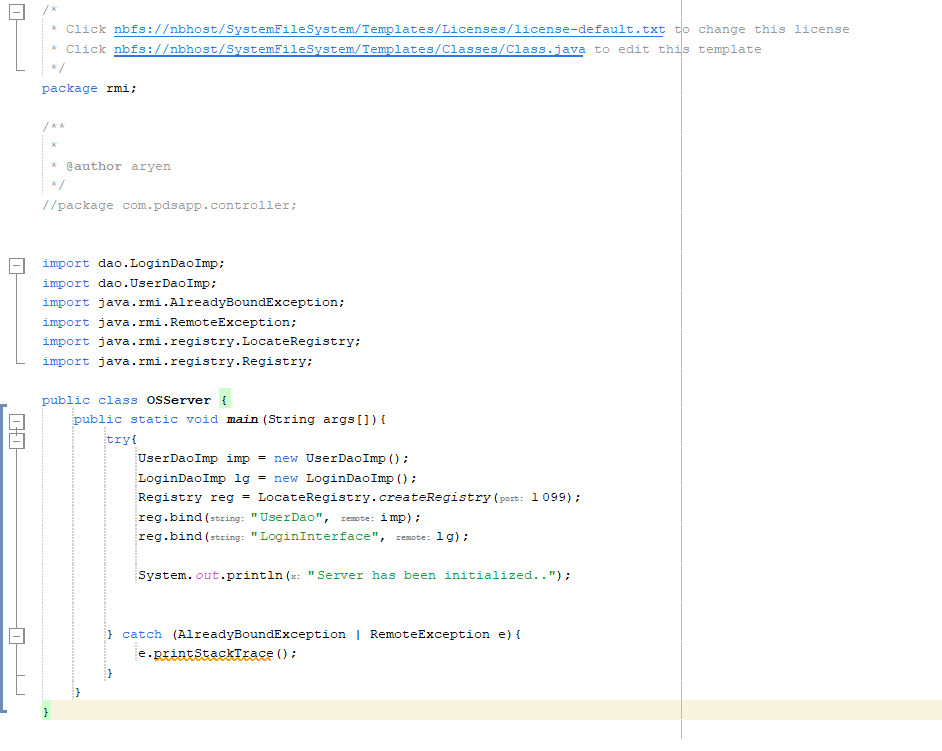 /*
 * Click nbfs://nbhost/SystemFileSystem/Templates/Licenses/license-default.txt to change this license
 * Click nbfs://nbhost/SystemFileSystem/Templates/Classes/Class.java to edit this template
 */
package rmi;
/**
 *
 * @author aryen
 */
//package com.pdsapp.controller;
import dao.LoginDaoImp;
import dao.UserDaoImp;
import java.rmi.AlreadyBoundException;
import java.rmi.RemoteException;
import java.rmi.registry.LocateRegistry;
import java.rmi.registry.Registry;
public class OSServer {
    public static void main(String args[]){
        try{
            UserDaoImp imp = new UserDaoImp();
            LoginDaoImp lg = new LoginDaoImp();
            Registry reg = LocateRegistry.createRegistry(port: 1099);
            reg.bind(string: "UserDao", remote: imp);
            reg.bind(string: "LoginInterface", remote: lg);
            System.out.println(x: "Server has been initialized..");
        } catch (AlreadyBoundException | RemoteException e){
            e.printStackTrace();
        }
    }
}